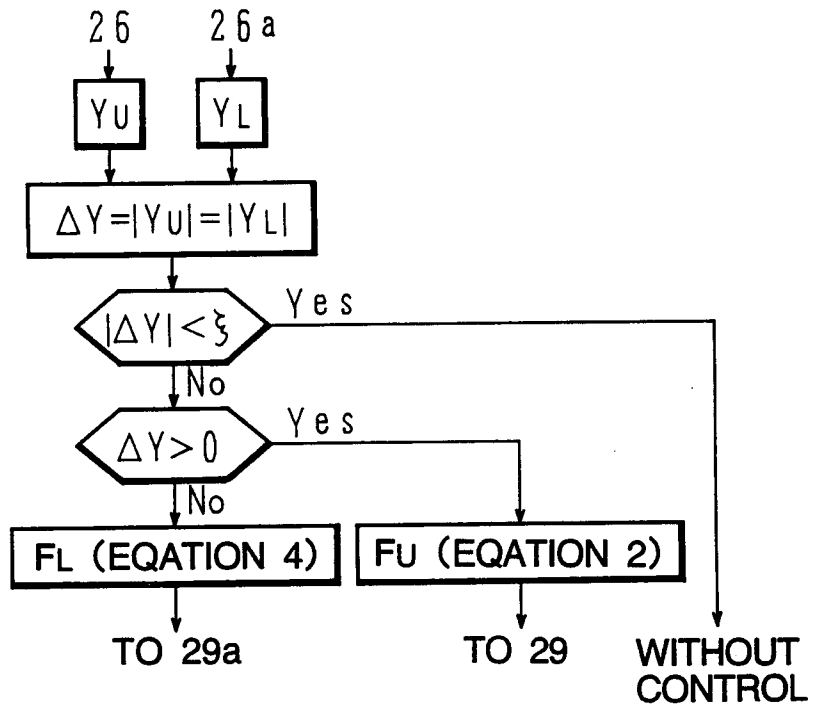 26 26a
YU YL
ΔY=|YU|=|YL|
|ΔY|<ξ Yes
No
ΔY>0 Yes
No
FL (EQATION 4) FU (EQATION 2)
TO 29a TO 29 WITHOUT
CONTROL